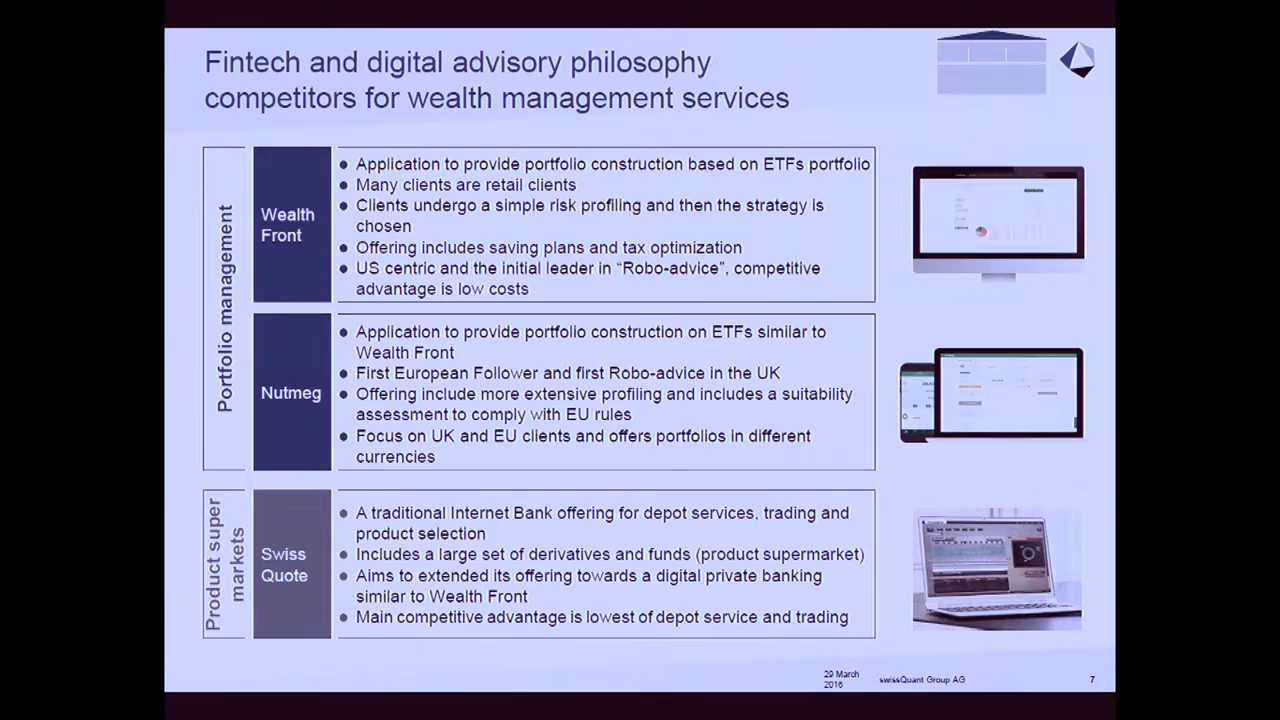 Fintech and digital advisory philosophy
competitors for wealth management services
Portfolio management
Wealth
Front
● Application to provide portfolio construction based on ETFs portfolio
● Many clients are retail clients
● Clients undergo a simple risk profiling and then the strategy is
chosen
● Offering includes saving plans and tax optimization
● US centric and the initial leader in “Robo-advice”, competitive
advantage is low costs
Nutmeg
● Application to provide portfolio construction on ETFs similar to
Wealth Front
● First European Follower and first Robo-advice in the UK
● Offering include more extensive profiling and includes a suitability
assessment to comply with EU rules
● Focus on UK and EU clients and offers portfolios in different
currencies
Product super
markets
Swiss
Quote
● A traditional Internet Bank offering for depot services, trading and
product selection
● Includes a large set of derivatives and funds (product supermarket)
● Aims to extended its offering towards a digital private banking
similar to Wealth Front
● Main competitive advantage is lowest of depot service and trading
29 March
2016
swissQuant Group AG
7